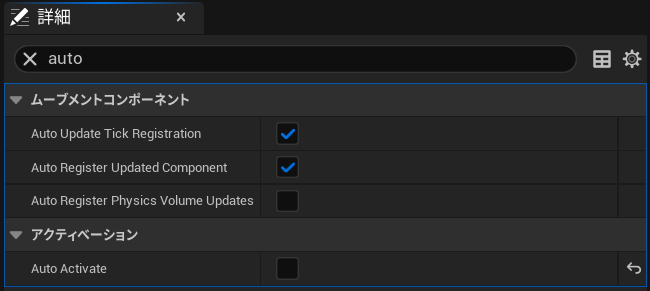 詳細
auto
ムーブメントコンポーネント
Auto Update Tick Registration
Auto Register Updated Component
Auto Register Physics Volume Updates
アクティベーション
Auto Activate